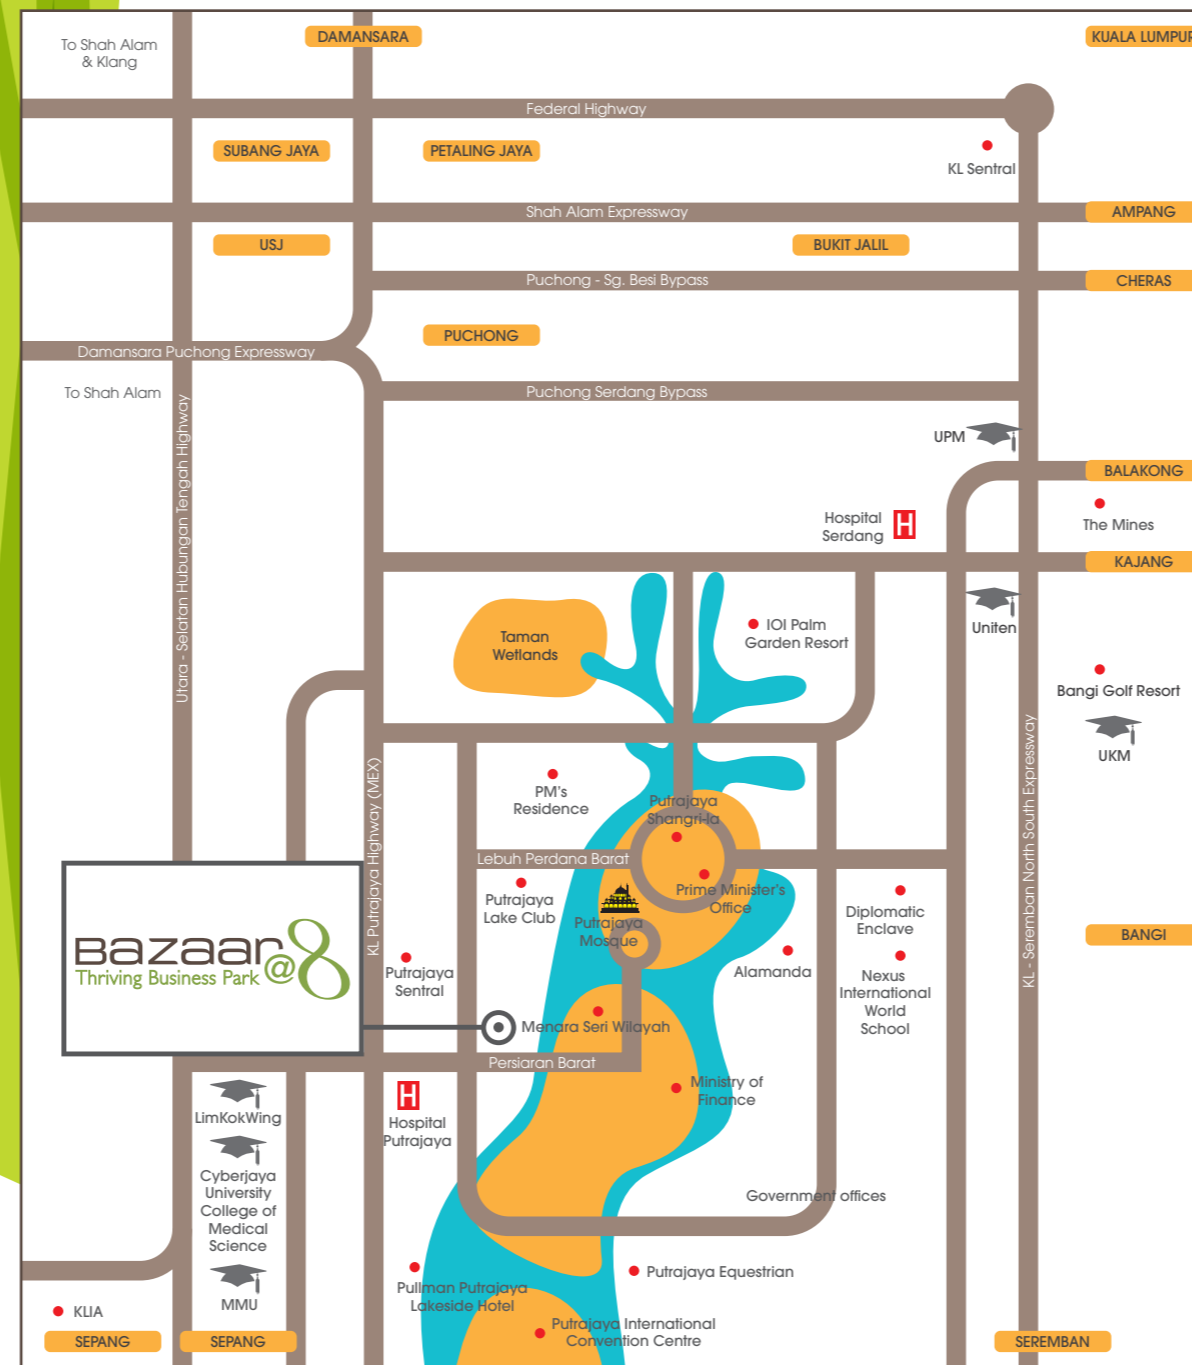 To Shah Alam
& Klang
DAMANSARA
KUALA LUMPUR
Federal Highway
SUBANG JAYA
PETALING JAYA
KL Sentral
Shah Alam Expressway
AMPANG
USJ
BUKIT JALIL
Puchong - Sg. Besi Bypass
CHERAS
PUCHONG
Damansara Puchong Expressway
To Shah Alam
Puchong Serdang Bypass
Utara - Selatan Hubungan Tengah Highway
UPM
BALAKONG
The Mines
Hospital
Serdang
H
KAJANG
Uniten
Taman
Wetlands
IOI Palm
Garden Resort
Bangi Golf Resort
UKM
KL - Seremban North South Expressway
KL Putrajaya Highway (MEX)
PM's
Residence
Putrajaya
Shangri-la
Lebuh Perdana Barat
Putrajaya
Lake Club
Prime Minister's
Office
Putrajaya
Mosque
Diplomatic
Enclave
BANGI
Bazaar@8
Thriving Business Park
Putrajaya
Sentral
Alamanda
Nexus
International
World
School
Menara Seri Wilayah
Persiaran Barat
Ministry of
Finance
LimKokWing
H
Hospital
Putrajaya
Cyberjaya
University
College of
Medical
Science
Government offices
MMU
Putrajaya Equestrian
Pullman Putrajaya
Lakeside Hotel
KLIA
Putrajaya International
Convention Centre
SEPANG
SEPANG
SEREMBAN